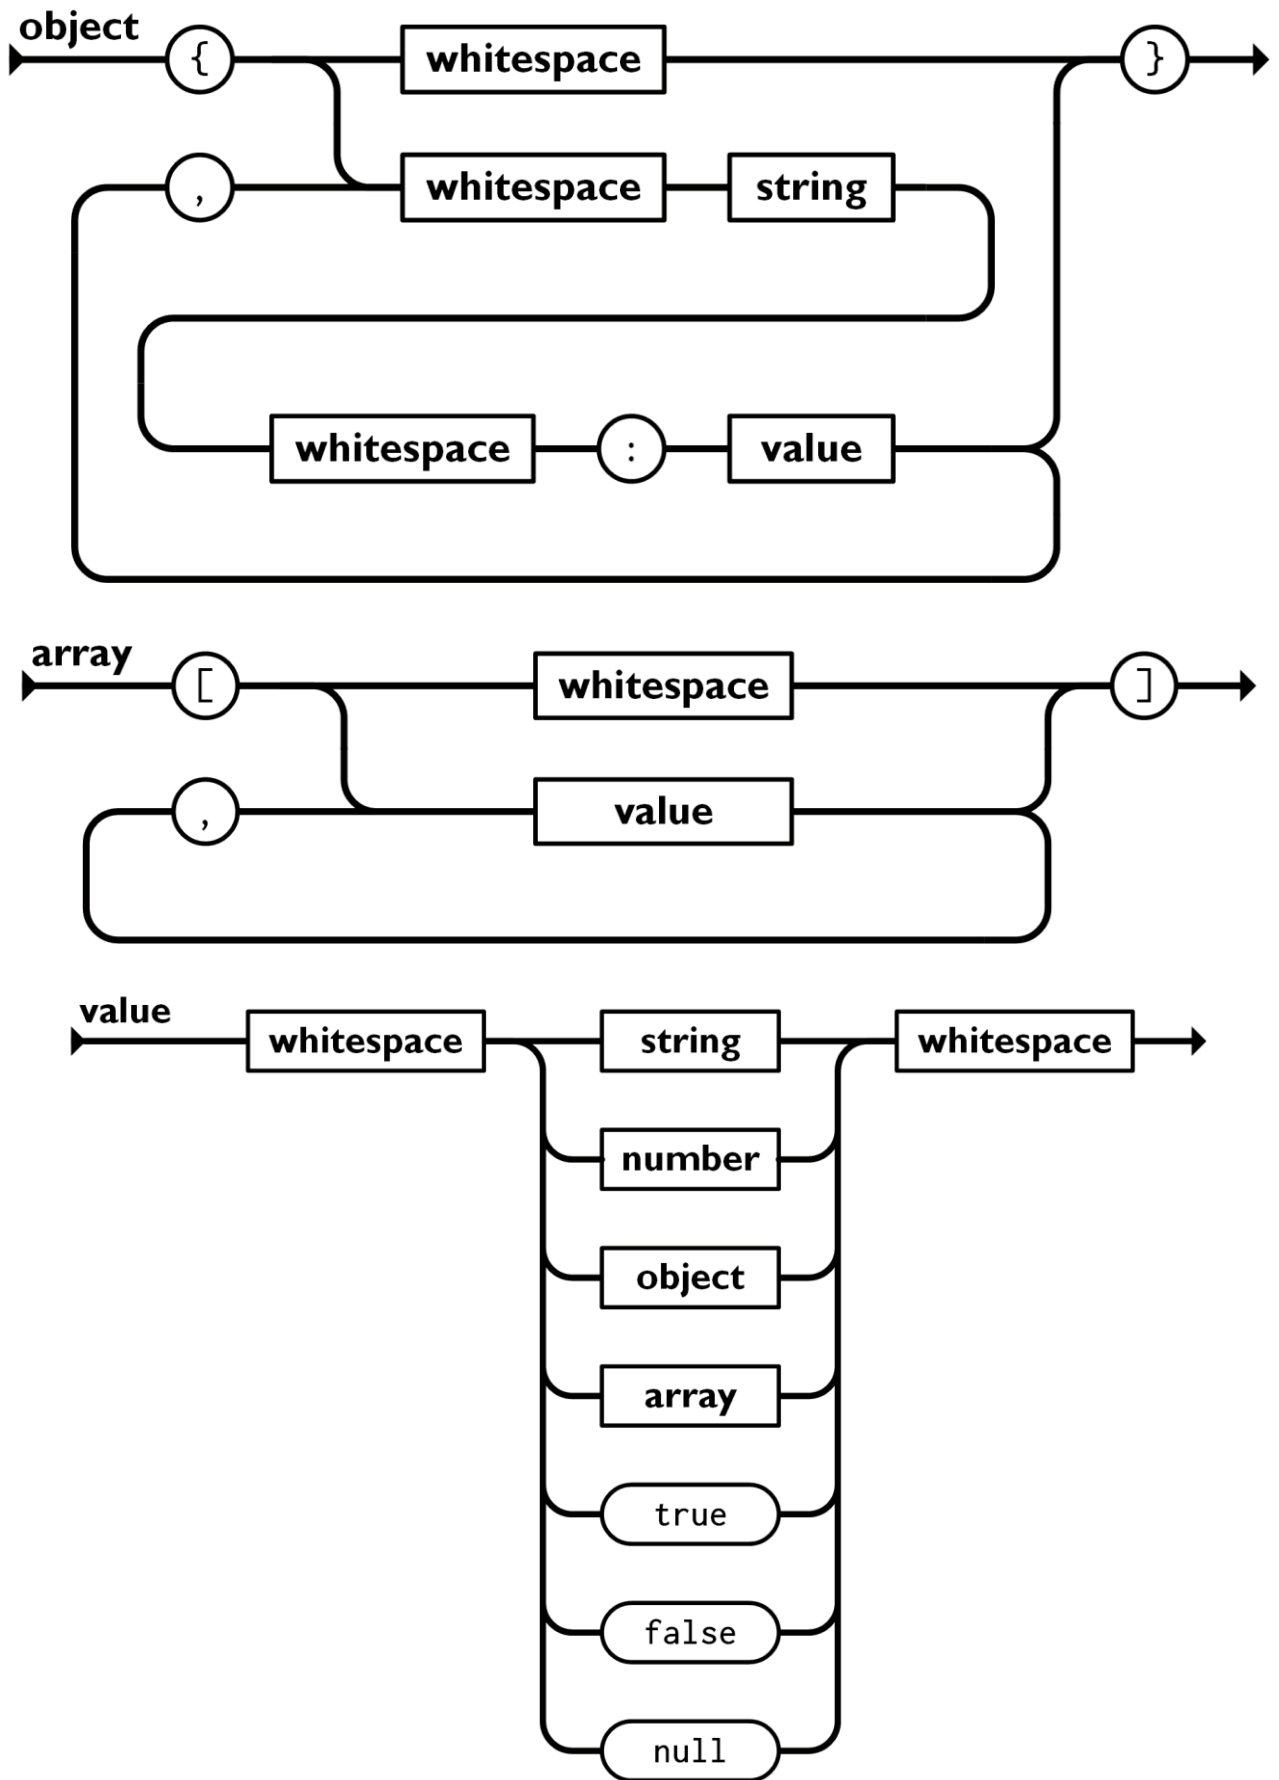 object
{ whitespace }
, whitespace string
whitespace : value
array
[ whitespace ]
, value
value
whitespace string whitespace
number
object
array
true
false
null